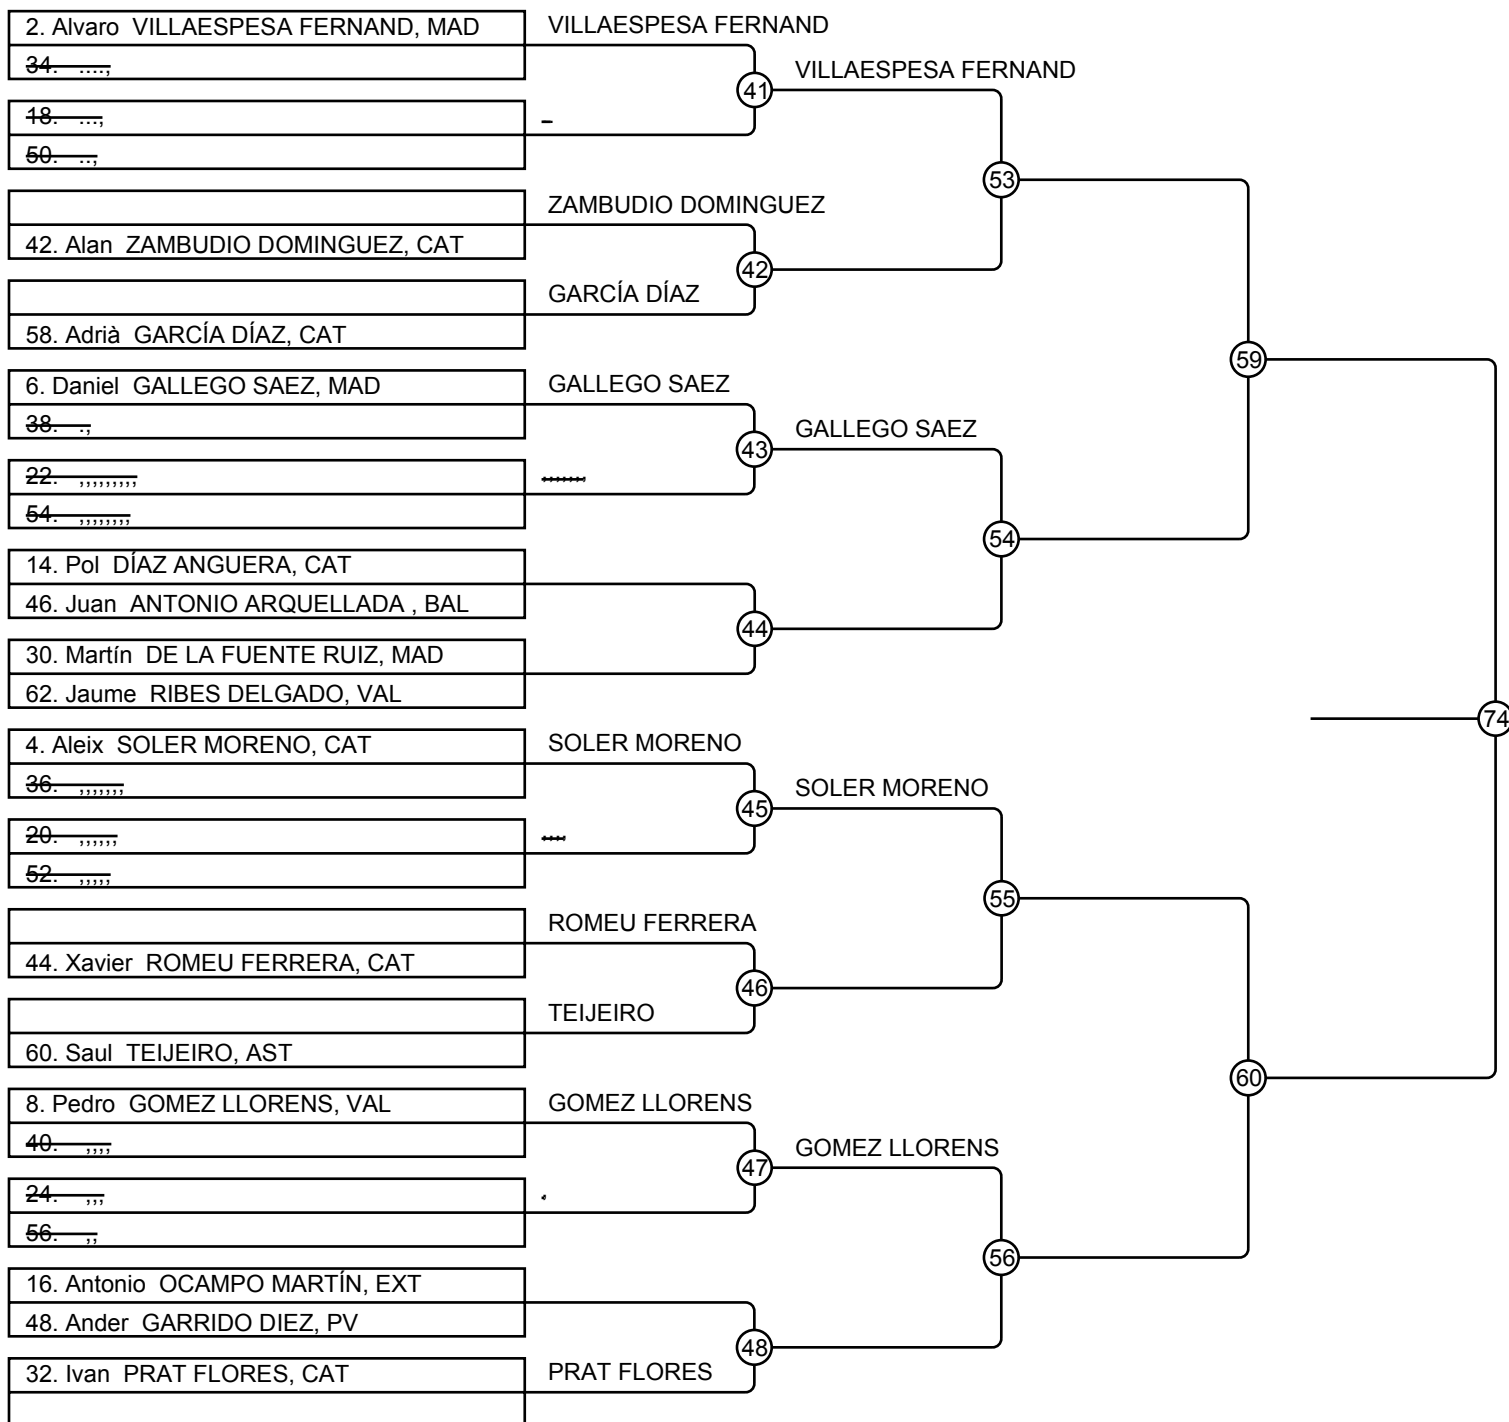 2. Alvaro VILLAESPESA FERNAND, MAD
VILLAESPESA FERNAND
34. ....,
VILLAESPESA FERNAND
41
18. ...,
–
50. ..,
53
ZAMBUDIO DOMINGUEZ
42. Alan ZAMBUDIO DOMINGUEZ, CAT
42
GARCÍA DÍAZ
58. Adrià GARCÍA DÍAZ, CAT
59
6. Daniel GALLEGO SAEZ, MAD
GALLEGO SAEZ
38. .,
GALLEGO SAEZ
43
22. ,,,,,,,,,
54. ,,,,,,,,
54
14. Pol DÍAZ ANGUERA, CAT
46. Juan ANTONIO ARQUELLADA , BAL
44
30. Martín DE LA FUENTE RUIZ, MAD
62. Jaume RIBES DELGADO, VAL
74
4. Aleix SOLER MORENO, CAT
SOLER MORENO
36. ,,,,,,,
SOLER MORENO
45
20. ,,,,,,
52. ,,,,,
55
ROMEU FERRERA
44. Xavier ROMEU FERRERA, CAT
46
TEIJEIRO
60. Saul TEIJEIRO, AST
60
8. Pedro GOMEZ LLORENS, VAL
GOMEZ LLORENS
40. ,,,,
GOMEZ LLORENS
47
24. ,,,
56. ,,
56
16. Antonio OCAMPO MARTÍN, EXT
48. Ander GARRIDO DIEZ, PV
48
32. Ivan PRAT FLORES, CAT
PRAT FLORES